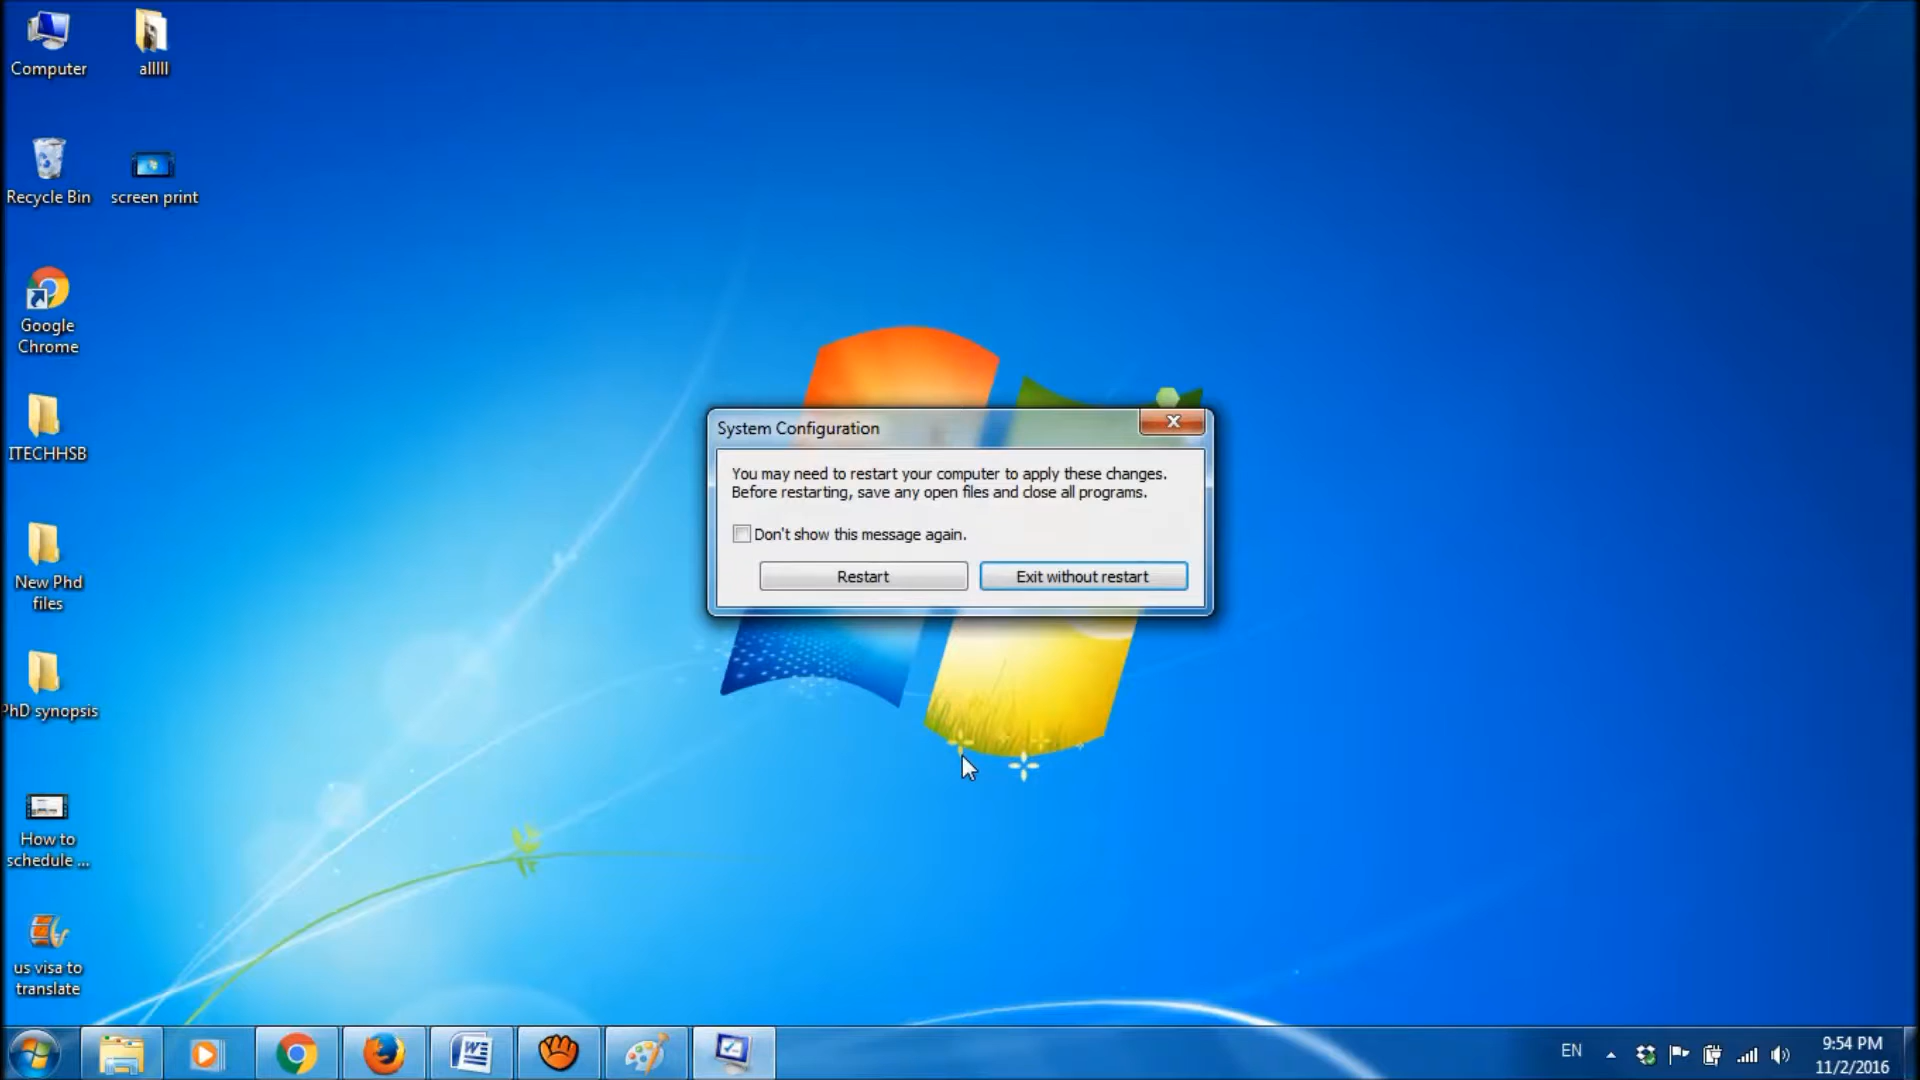 Computer
alllll
Recycle Bin
screen print
Google
Chrome
ITECHHSB
New Phd
files
PhD synopsis
How to
schedule ...
us visa to
translate
System Configuration
You may need to restart your computer to apply these changes.
Before restarting, save any open files and close all programs.
Don't show this message again.
Restart
Exit without restart
EN
9:54 PM
11/2/2016